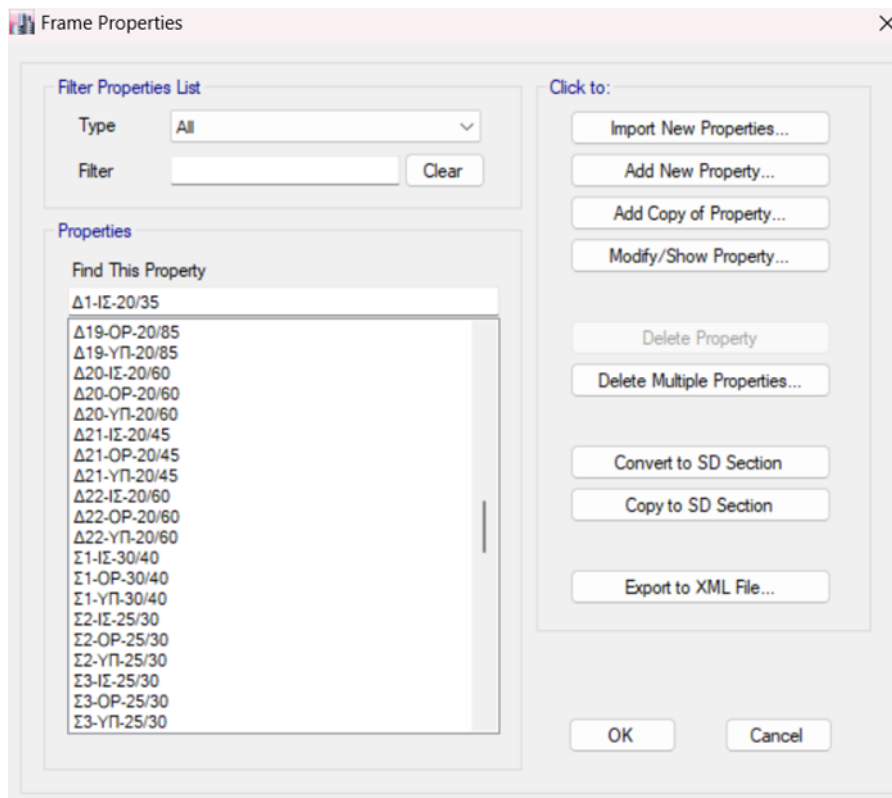 Frame Properties
Filter Properties List
Type
All
Filter
Clear
Properties
Find This Property
Δ1-ΙΣ-20/35
Δ19-ΟΡ-20/85
Δ19-ΥΠ-20/85
Δ20-ΙΣ-20/60
Δ20-ΟΡ-20/60
Δ20-ΥΠ-20/60
Δ21-ΙΣ-20/45
Δ21-ΟΡ-20/45
Δ21-ΥΠ-20/45
Δ22-ΙΣ-20/60
Δ22-ΟΡ-20/60
Δ22-ΥΠ-20/60
Σ1-ΙΣ-30/40
Σ1-ΟΡ-30/40
Σ1-ΥΠ-30/40
Σ2-ΙΣ-25/30
Σ2-ΟΡ-25/30
Σ2-ΥΠ-25/30
Σ3-ΙΣ-25/30
Σ3-ΟΡ-25/30
Σ3-ΥΠ-25/30
Click to:
Import New Properties...
Add New Property...
Add Copy of Property...
Modify/Show Property...
Delete Property
Delete Multiple Properties...
Convert to SD Section
Copy to SD Section
Export to XML File...
OK
Cancel